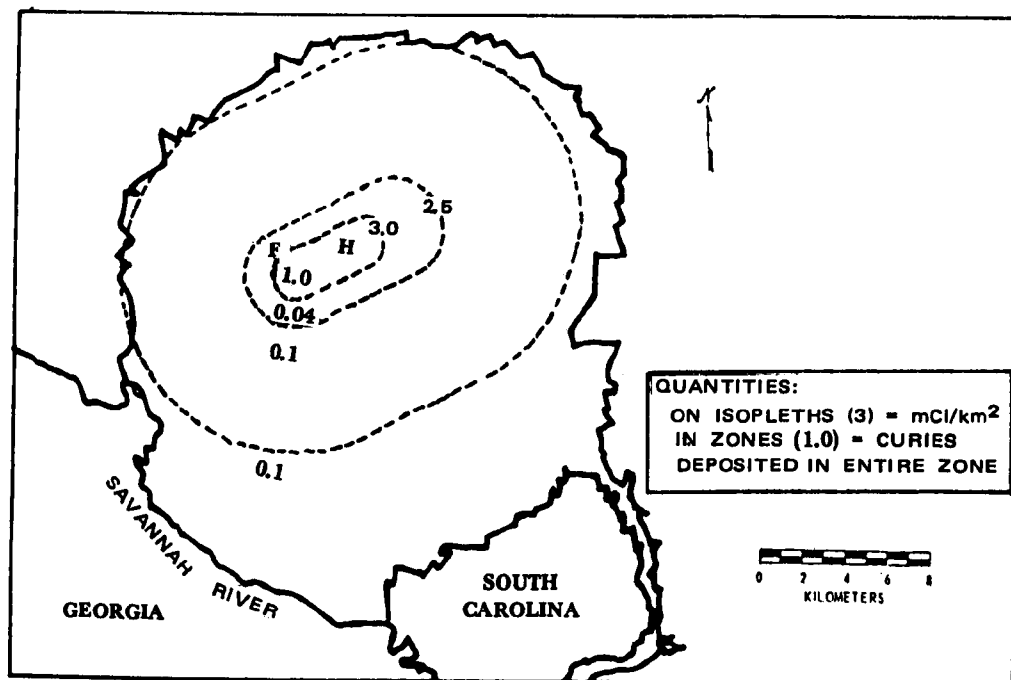 N
2.5
3.0
F
H
1.0
0.04
0.1
0.1
QUANTITIES:
ON ISOPLETHS (3) = mCl/km²
IN ZONES (1.0) = CURIES
DEPOSITED IN ENTIRE ZONE
SAVANNAH RIVER
GEORGIA
SOUTH
CAROLINA
0 2 4 6 8
KILOMETERS